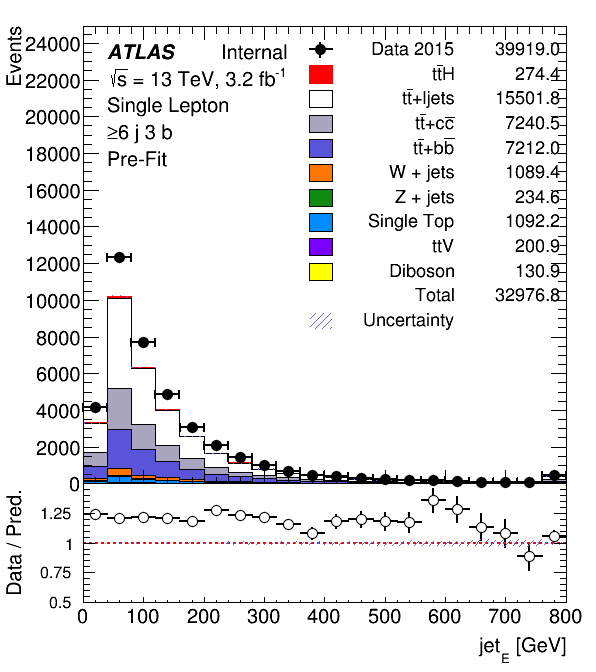 Events
24000
22000
20000
18000
16000
14000
12000
10000
8000
6000
4000
2000
0
ATLAS Internal
√s = 13 TeV, 3.2 fb⁻¹
Single Lepton
≥6 j 3 b
Pre-Fit
Data 2015 39919.0
tt̄H 274.4
tt̄+ljets 15501.8
tt̄+cc̄ 7240.5
tt̄+bb̄ 7212.0
W + jets 1089.4
Z + jets 234.6
Single Top 1092.2
ttV 200.9
Diboson 130.9
Total 32976.8
Uncertainty
Data / Pred.
1.25
1
0.75
0.5
0 100 200 300 400 500 600 700 800
jet_E [GeV]